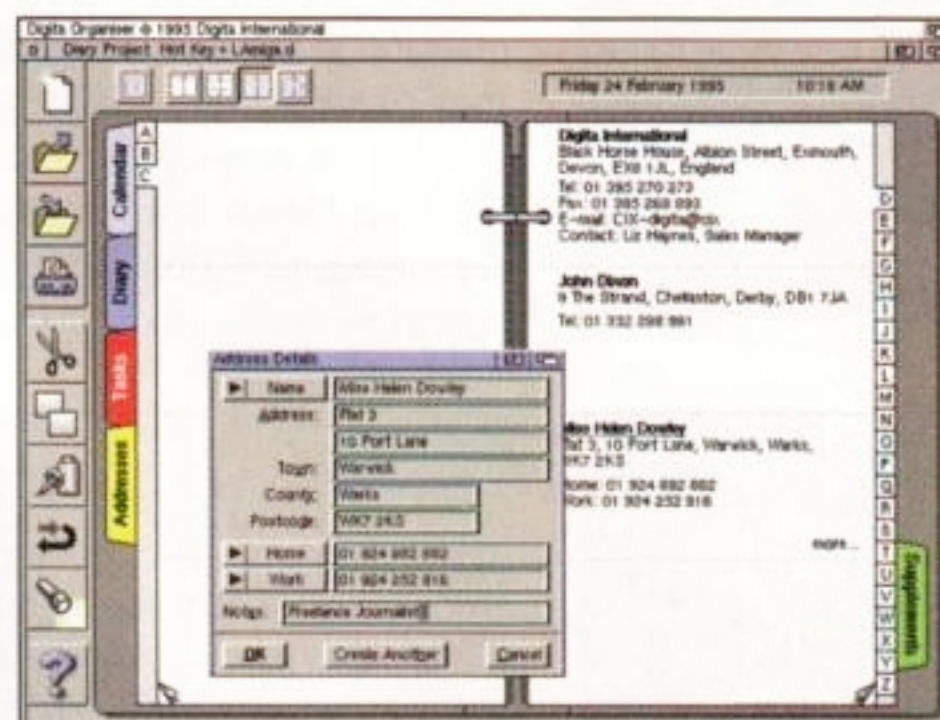 Digita Organiser © 1995 Digita International
Diary Project Hot Key = LAmiga d
Friday 24 February 1995 10:18 AM
Calendar
Diary
Tasks
Addresses
A
B
C
Digita International
Black Horse House, Albion Street, Exmouth,
Devon, EX8 1JL, England
Tel: 01 395 270 273
Fax: 01 395 268 893
E-mail: CIX-digita@cix
Contact: Liz Haynes, Sales Manager
John Dixon
The Strand, Chellaston, Derby, DB1 7JA
Tel: 01 332 298 981
Miss Helen Dowley
Flat 3, 10 Port Lane, Warwick, Warks,
WK7 2KS
Home: 01 924 882 882
Work: 01 924 252 818
more...
D
E
F
G
H
I
J
K
L
M
N
O
P
Q
R
S
T
U
V
W
X
Y
Z
Supplements
Address Details
Name Miss Helen Dowley
Address: Flat 3
10 Port Lane
Town: Warwick
County: Warks
Postcode: WK7 2KS
Home 01 924 882 882
Work 01 924 252 818
Notes: Freelance Journalist
OK Create Another Cancel